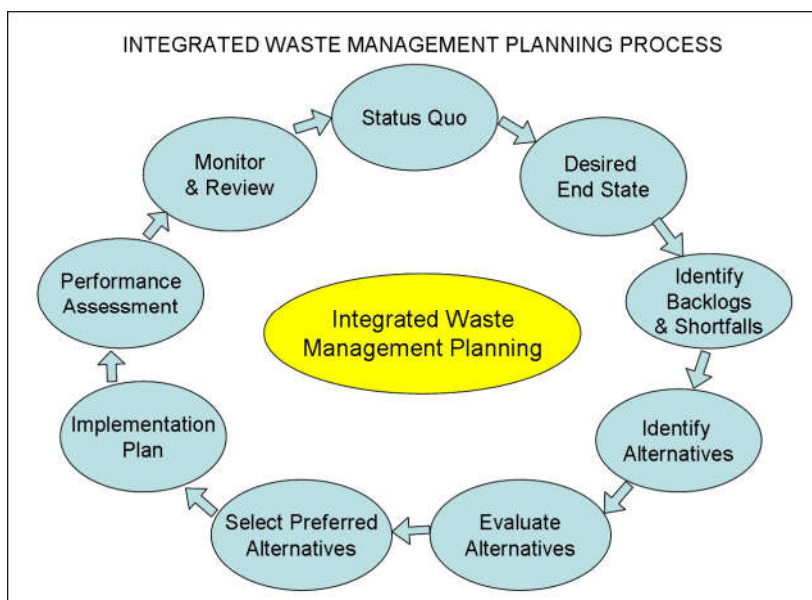 INTEGRATED WASTE MANAGEMENT PLANNING PROCESS
Status Quo
Desired
End State
Identify
Backlogs
& Shortfalls
Identify
Alternatives
Evaluate
Alternatives
Select Preferred
Alternatives
Implementation
Plan
Performance
Assessment
Monitor
& Review
Integrated Waste
Management Planning